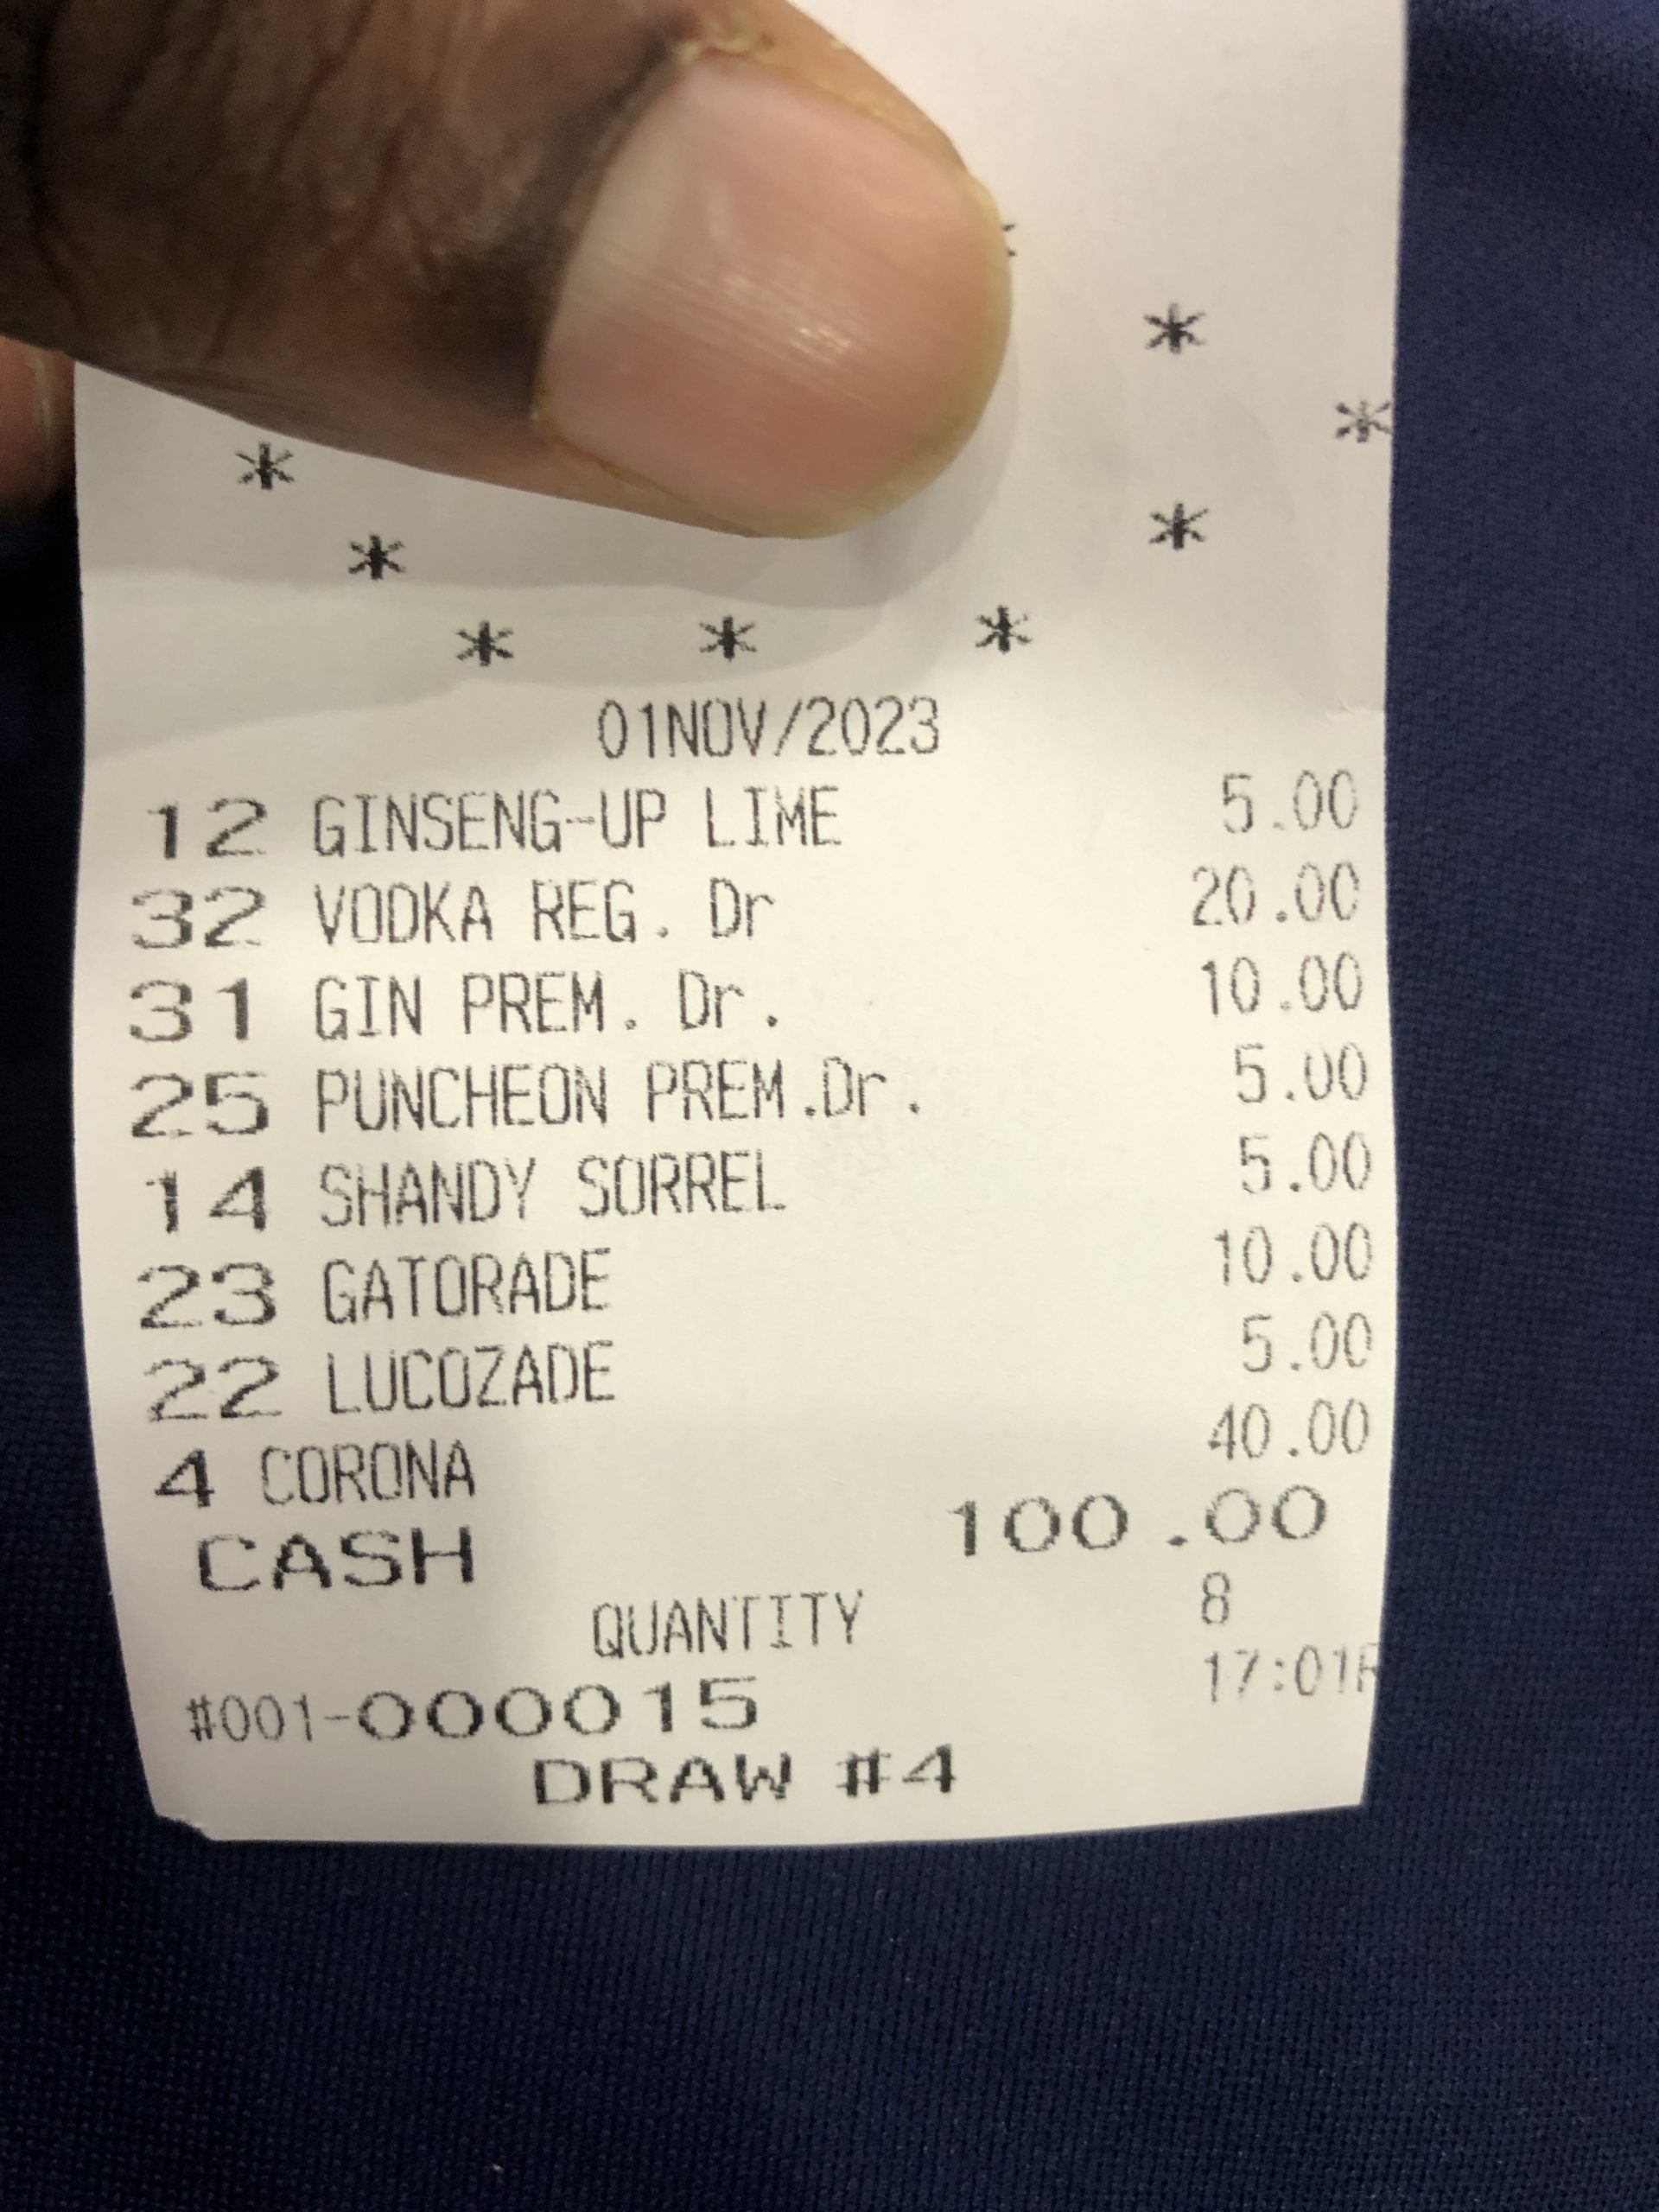 *
*
*
*
*
*
* * *
01NOV/2023
12 GINSENG-UP LIME 5.00
32 VODKA REG. Dr 20.00
31 GIN PREM. Dr. 10.00
25 PUNCHEON PREM.Dr. 5.00
14 SHANDY SORREL 5.00
23 GATORADE 10.00
22 LUCOZADE 5.00
4 CORONA 40.00
CASH 100.00
QUANTITY 8
#001-000015 17:01R
DRAW #4